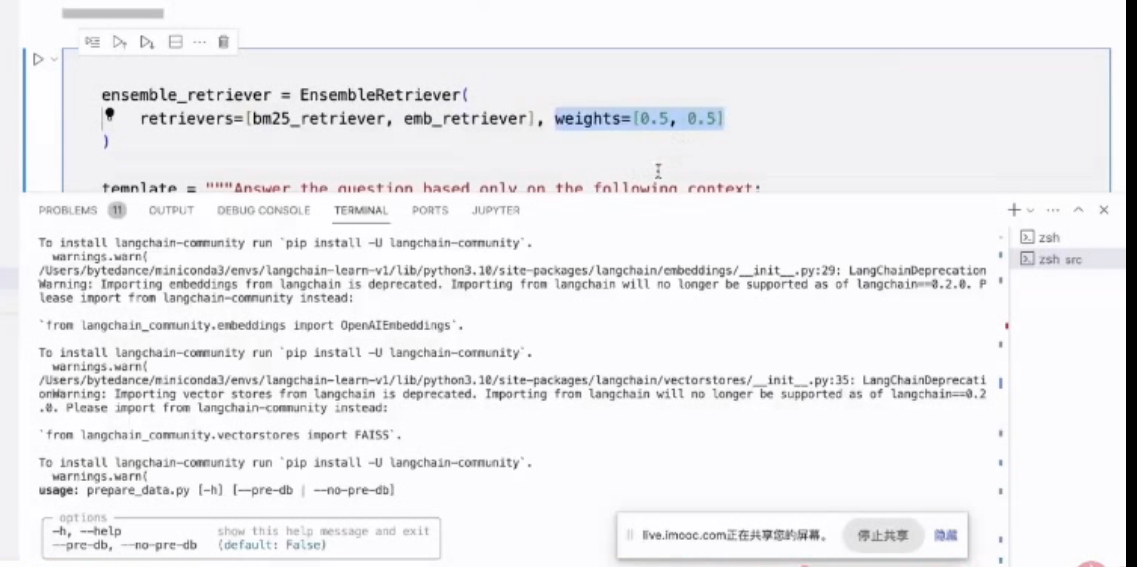 ensemble_retriever = EnsembleRetriever(
retrievers=[bm25_retriever, emb_retriever], weights=[0.5, 0.5]
)
template = """Answer the question based only on the following context:
PROBLEMS 11 OUTPUT DEBUG CONSOLE TERMINAL PORTS JUPYTER
To install langchain-community run `pip install -U langchain-community`.
warnings.warn(
/Users/bytedance/miniconda3/envs/langchain-learn-v1/lib/python3.10/site-packages/langchain/embeddings/__init__.py:29: LangChainDeprecation
Warning: Importing embeddings from langchain is deprecated. Importing from langchain will no longer be supported as of langchain==0.2.0. P
lease import from langchain-community instead:
`from langchain_community.embeddings import OpenAIEmbeddings`.
To install langchain-community run `pip install -U langchain-community`.
warnings.warn(
/Users/bytedance/miniconda3/envs/langchain-learn-v1/lib/python3.10/site-packages/langchain/vectorstores/__init__.py:35: LangChainDeprecati
onWarning: Importing vector stores from langchain is deprecated. Importing from langchain will no longer be supported as of langchain==0.2
.0. Please import from langchain-community instead:
`from langchain_community.vectorstores import FAISS`.
To install langchain-community run `pip install -U langchain-community`.
warnings.warn(
usage: prepare_data.py [-h] [--pre-db | --no-pre-db]
options
-h, --help show this help message and exit
--pre-db, --no-pre-db (default: False)
zsh
zsh src
live.imooc.com正在共享您的屏幕。 停止共享 隐藏